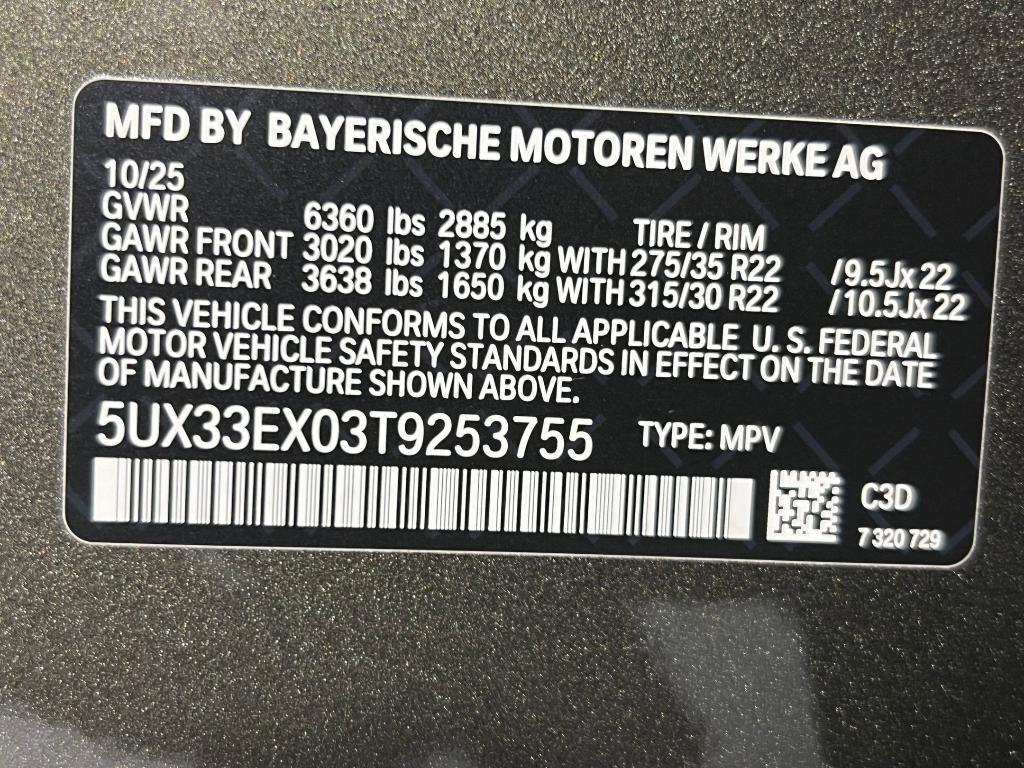 MFD BY BAYERISCHE MOTOREN WERKE AG
10/25
GVWR 6360 lbs 2885 kg TIRE / RIM
GAWR FRONT 3020 lbs 1370 kg WITH 275/35 R22 /9.5Jx 22
GAWR REAR 3638 lbs 1650 kg WITH 315/30 R22 /10.5Jx 22
THIS VEHICLE CONFORMS TO ALL APPLICABLE U. S. FEDERAL
MOTOR VEHICLE SAFETY STANDARDS IN EFFECT ON THE DATE
OF MANUFACTURE SHOWN ABOVE.
5UX33EX03T9253755 TYPE: MPV
C3D
7 320 729